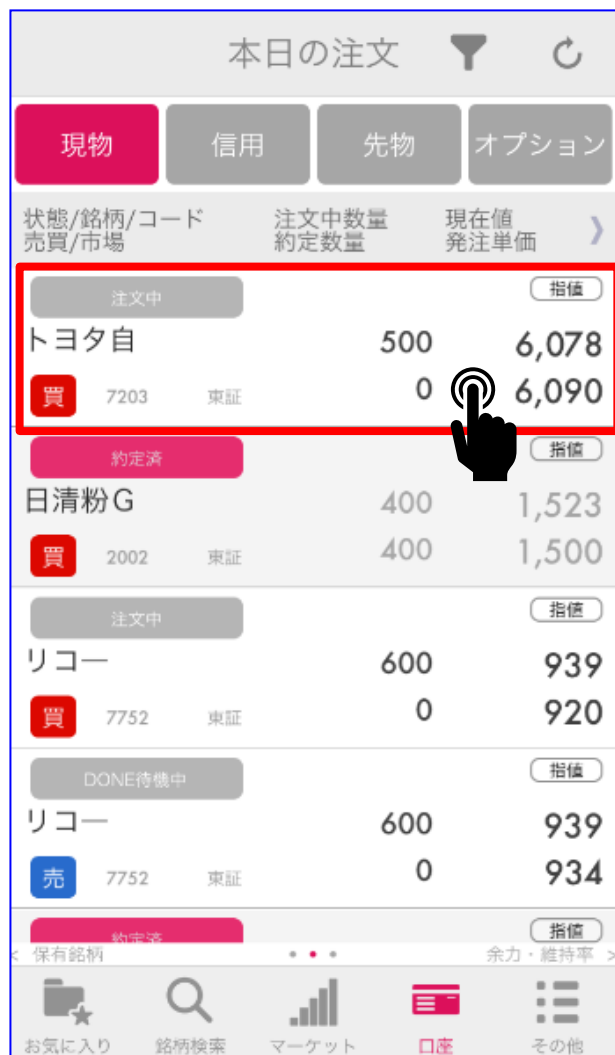 本日の注文
現物 信用 先物 オプション
状態/銘柄/コード 注文中数量 現在値
売買/市場 約定数量 発注単価
注文中 指値
トヨタ自 500 6,078
買 7203 東証 0 6,090
約定済 指値
日清粉G 400 1,523
買 2002 東証 400 1,500
注文中 指値
リコー 600 939
買 7752 東証 0 920
DONE待機中 指値
リコー 600 939
売 7752 東証 0 934
約定済 指値
< 保有銘柄 余力・維持率 >
お気に入り 銘柄検索 マーケット 口座 その他